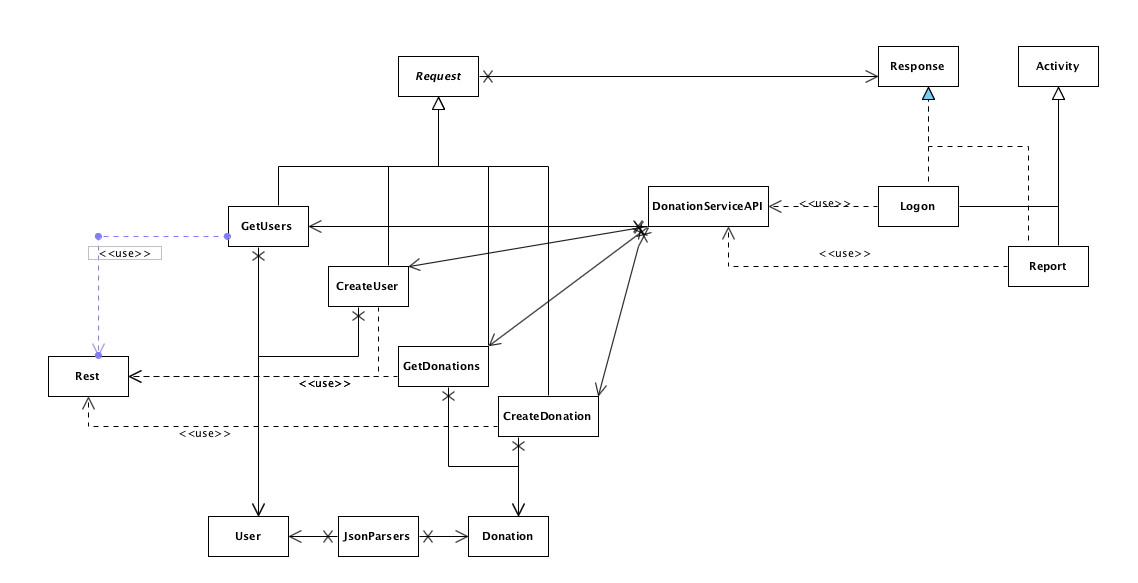 Request
Response
Activity
GetUsers
DonationServiceAPI
<<use>>
Logon
<<use>>
<<use>>
Report
CreateUser
GetDonations
Rest
<<use>>
CreateDonation
<<use>>
User
JsonParsers
Donation